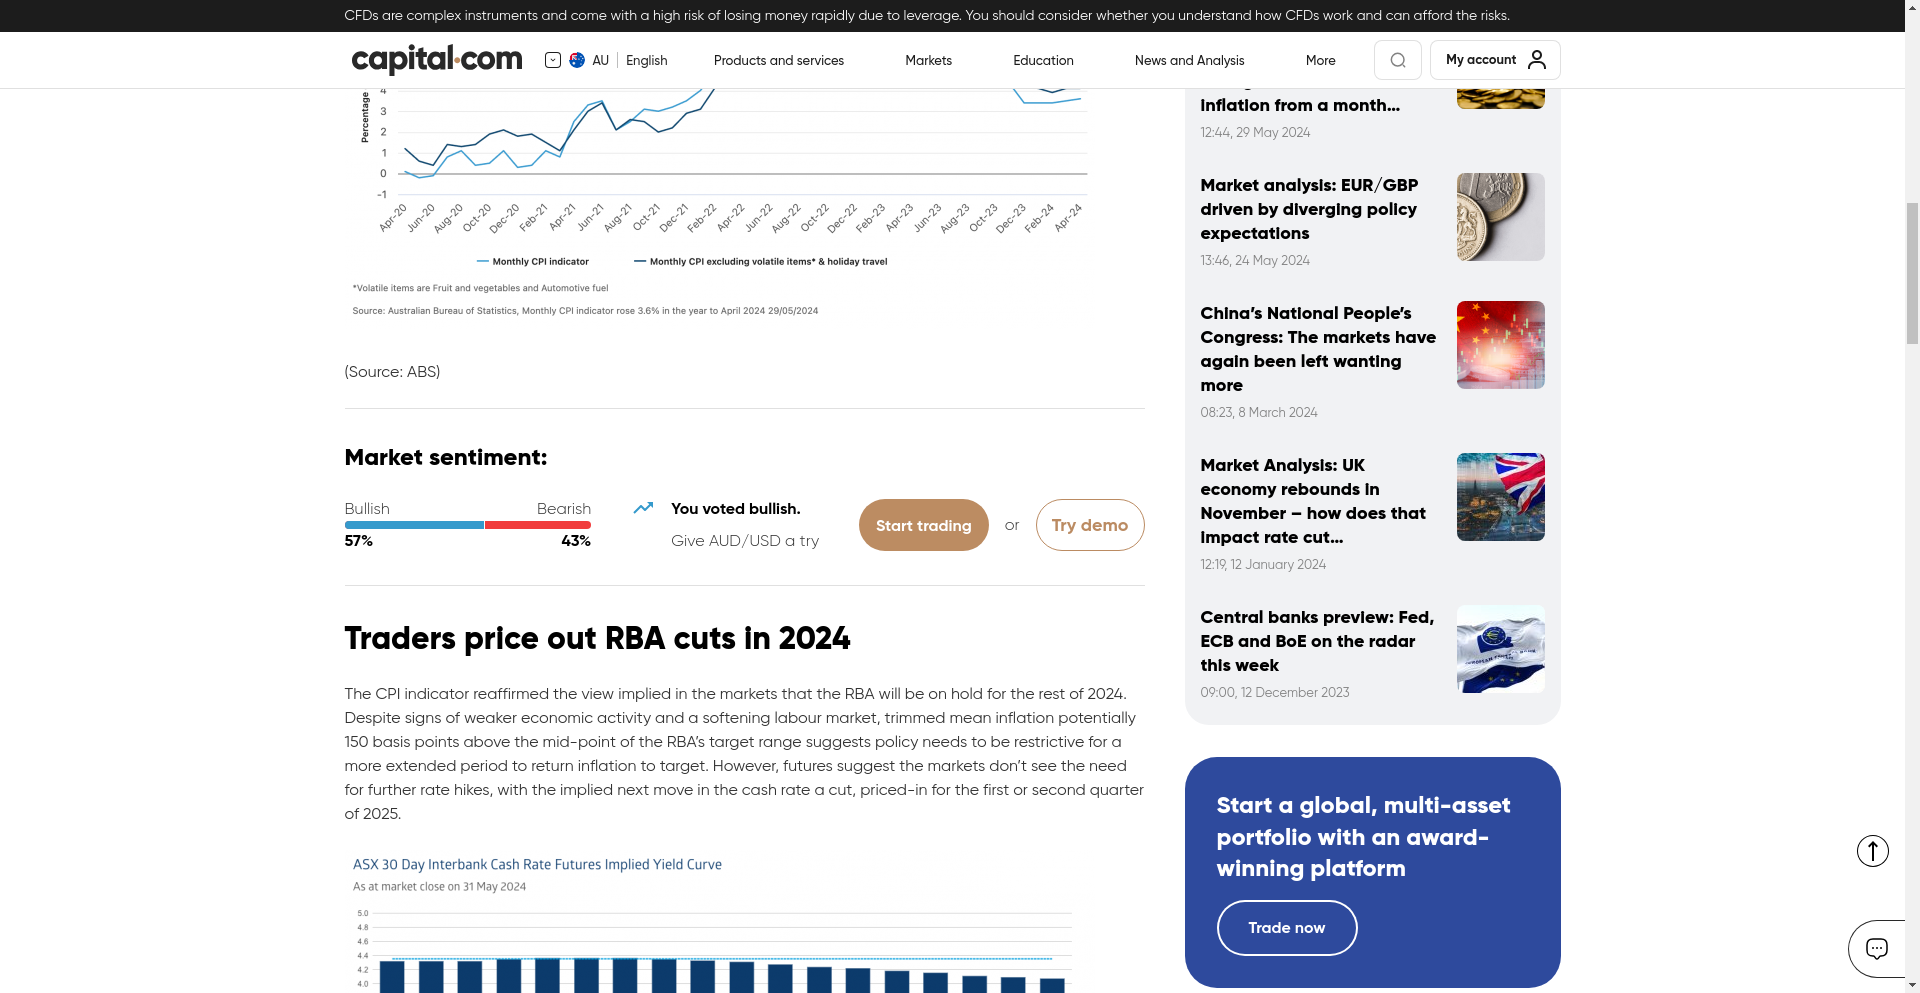 CFDs are complex instruments and come with a high risk of losing money rapidly due to leverage. You should consider whether you understand how CFDs work and can afford the risks.
capital.com
AU
English
Products and services
Markets
Education
News and Analysis
More
My account
Percentage
4
3
2
1
0
-1
Apr-20
Jun-20
Aug-20
Oct-20
Dec-20
Feb-21
Apr-21
Jun-21
Aug-21
Oct-21
Dec-21
Feb-22
Apr-22
Jun-22
Aug-22
Oct-22
Dec-22
Feb-23
Apr-23
Jun-23
Aug-23
Oct-23
Dec-23
Feb-24
Apr-24
Monthly CPI indicator
Monthly CPI excluding volatile items* & holiday travel
*Volatile items are Fruit and vegetables and Automotive fuel
Source: Australian Bureau of Statistics, Monthly CPI indicator rose 3.6% in the year to April 2024 29/05/2024
(Source: ABS)
Market sentiment:
Bullish
Bearish
57%
43%
You voted bullish.
Give AUD/USD a try
Start trading
or
Try demo
Traders price out RBA cuts in 2024
The CPI indicator reaffirmed the view implied in the markets that the RBA will be on hold for the rest of 2024.
Despite signs of weaker economic activity and a softening labour market, trimmed mean inflation potentially
150 basis points above the mid-point of the RBA’s target range suggests policy needs to be restrictive for a
more extended period to return inflation to target. However, futures suggest the markets don’t see the need
for further rate hikes, with the implied next move in the cash rate a cut, priced-in for the first or second quarter
of 2025.
ASX 30 Day Interbank Cash Rate Futures Implied Yield Curve
As at market close on 31 May 2024
5.0
4.8
4.6
4.4
4.2
4.0
inflation from a month...
12:44, 29 May 2024
Market analysis: EUR/GBP
driven by diverging policy
expectations
13:46, 24 May 2024
China’s National People’s
Congress: The markets have
again been left wanting
more
08:23, 8 March 2024
Market Analysis: UK
economy rebounds in
November – how does that
impact rate cut...
12:19, 12 January 2024
Central banks preview: Fed,
ECB and BoE on the radar
this week
09:00, 12 December 2023
Start a global, multi-asset
portfolio with an award-
winning platform
Trade now